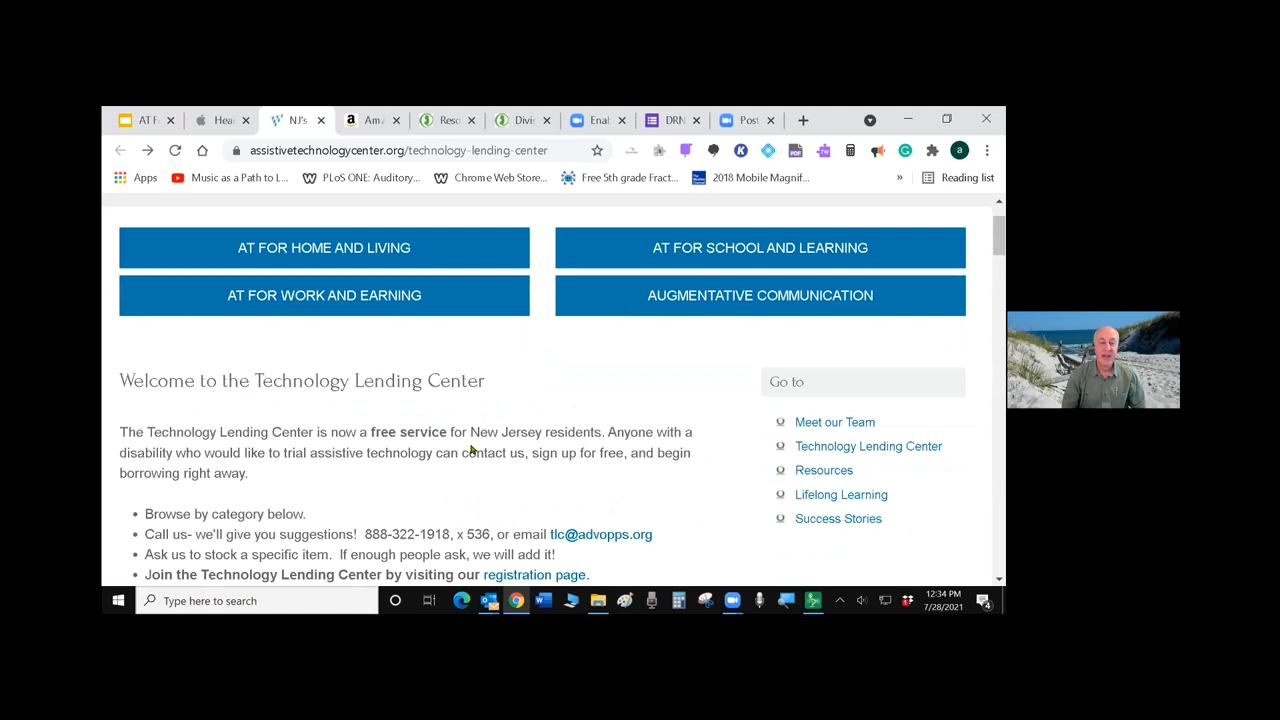 AT F
Hear
NJ's
Am a
Reso
Divis
Enab
DRN
Post
assistivetechnologycenter.org/technology-lending-center
Apps
Music as a Path to L...
PLoS ONE: Auditory...
Chrome Web Store...
Free 5th grade Fract...
2018 Mobile Magnif...
»
Reading list
AT FOR HOME AND LIVING
AT FOR SCHOOL AND LEARNING
AT FOR WORK AND EARNING
AUGMENTATIVE COMMUNICATION
Welcome to the Technology Lending Center
Go to
The Technology Lending Center is now a free service for New Jersey residents. Anyone with a
disability who would like to trial assistive technology can contact us, sign up for free, and begin
borrowing right away.
Meet our Team
Technology Lending Center
Resources
Lifelong Learning
Success Stories
• Browse by category below.
• Call us- we'll give you suggestions! 888-322-1918, x 536, or email tlc@advopps.org
• Ask us to stock a specific item. If enough people ask, we will add it!
• Join the Technology Lending Center by visiting our registration page.
Type here to search
12:34 PM
7/28/2021
4